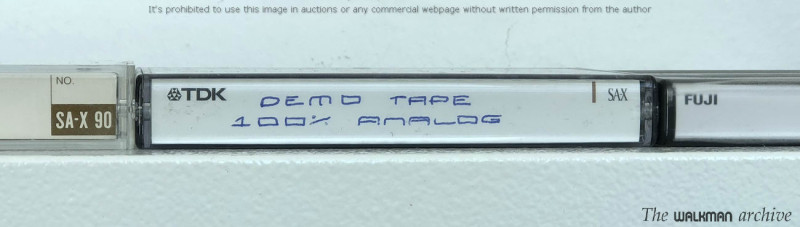 It's prohibited to use this image in auctions or any commercial webpage without written permission from the author
NO.
SA-X 90
TDK
DEMO TAPE
100% ANALOG
SAX
FUJI
The WALKMAN archive